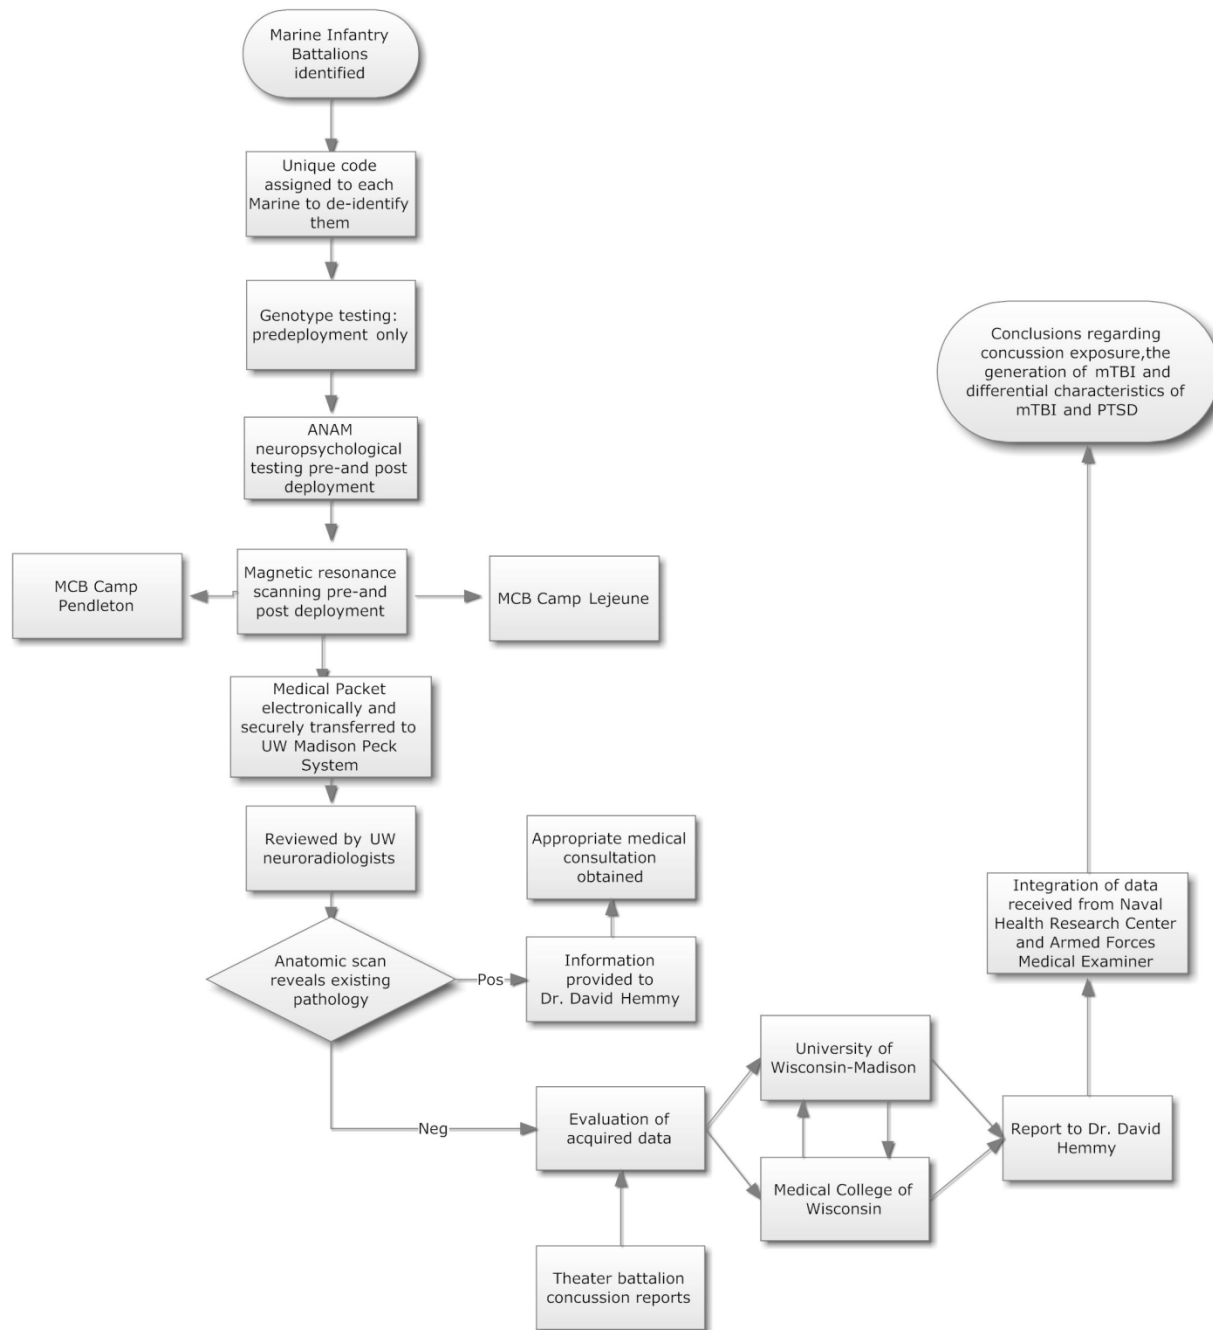 Marine Infantry
Battalions
identified
Unique code
assigned to each
Marine to de-identify
them
Genotype testing:
predeployment only
ANAM
neuropsychological
testing pre-and post
deployment
MCB Camp
Pendleton
Magnetic resonance
scanning pre-and
post deployment
MCB Camp Lejeune
Medical Packet
electronically and
securely transferred to
UW Madison Peck
System
Reviewed by UW
neuroradiologists
Anatomic scan
reveals existing
pathology
Pos
Information
provided to
Dr. David Hemmy
Appropriate medical
consultation
obtained
Neg
Evaluation of
acquired data
Theater battalion
concussion reports
University of
Wisconsin-Madison
Medical College of
Wisconsin
Report to Dr. David
Hemmy
Integration of data
received from Naval
Health Research Center
and Armed Forces
Medical Examiner
Conclusions regarding
concussion exposure,the
generation of mTBI and
differential characteristics of
mTBI and PTSD